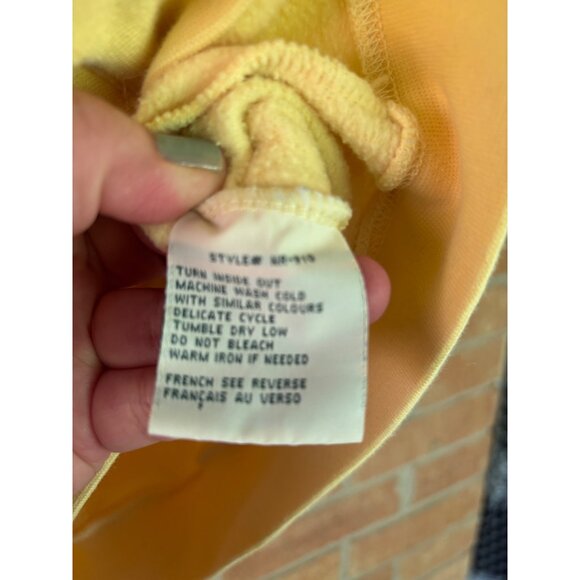 STYLE#
TURN INSIDE OUT
MACHINE WASH COLD
WITH SIMILAR COLOURS
DELICATE CYCLE
TUMBLE DRY LOW
DO NOT BLEACH
WARM IRON IF NEEDED
FRENCH SEE REVERSE
FRANÇAIS AU VERSO